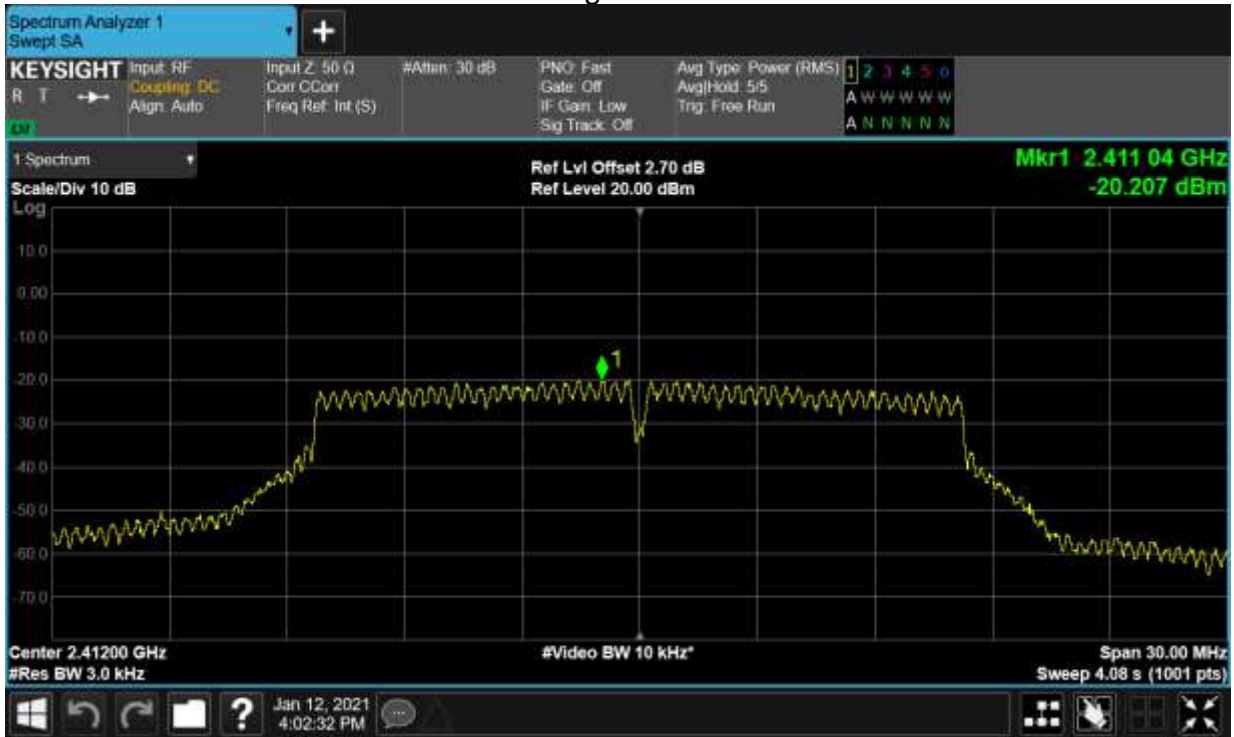 Spectrum Analyzer 1
Swept SA
+
KEYSIGHT Input: RF Input Z: 50 Ω #Atten: 30 dB PNO: Fast Avg Type: Power (RMS) 1 2 3 4 5 6
R T Coupling: DC Corr CCorr Gate: Off Avg|Hold: 5/5 A W W W W W
Align: Auto Freq Ref: Int (S) IF Gain: Low Trig: Free Run
Sig Track: Off A N N N N N
1 Spectrum Ref Lvl Offset 2.70 dB Mkr1 2.411 04 GHz
Scale/Div 10 dB Ref Level 20.00 dBm -20.207 dBm
Log
10.0
0.00
-10.0
1
-20.0
-30.0
-40.0
-50.0
-60.0
-70.0
Center 2.41200 GHz #Video BW 10 kHz* Span 30.00 MHz
#Res BW 3.0 kHz Sweep 4.08 s (1001 pts)
? Jan 12, 2021
4:02:32 PM